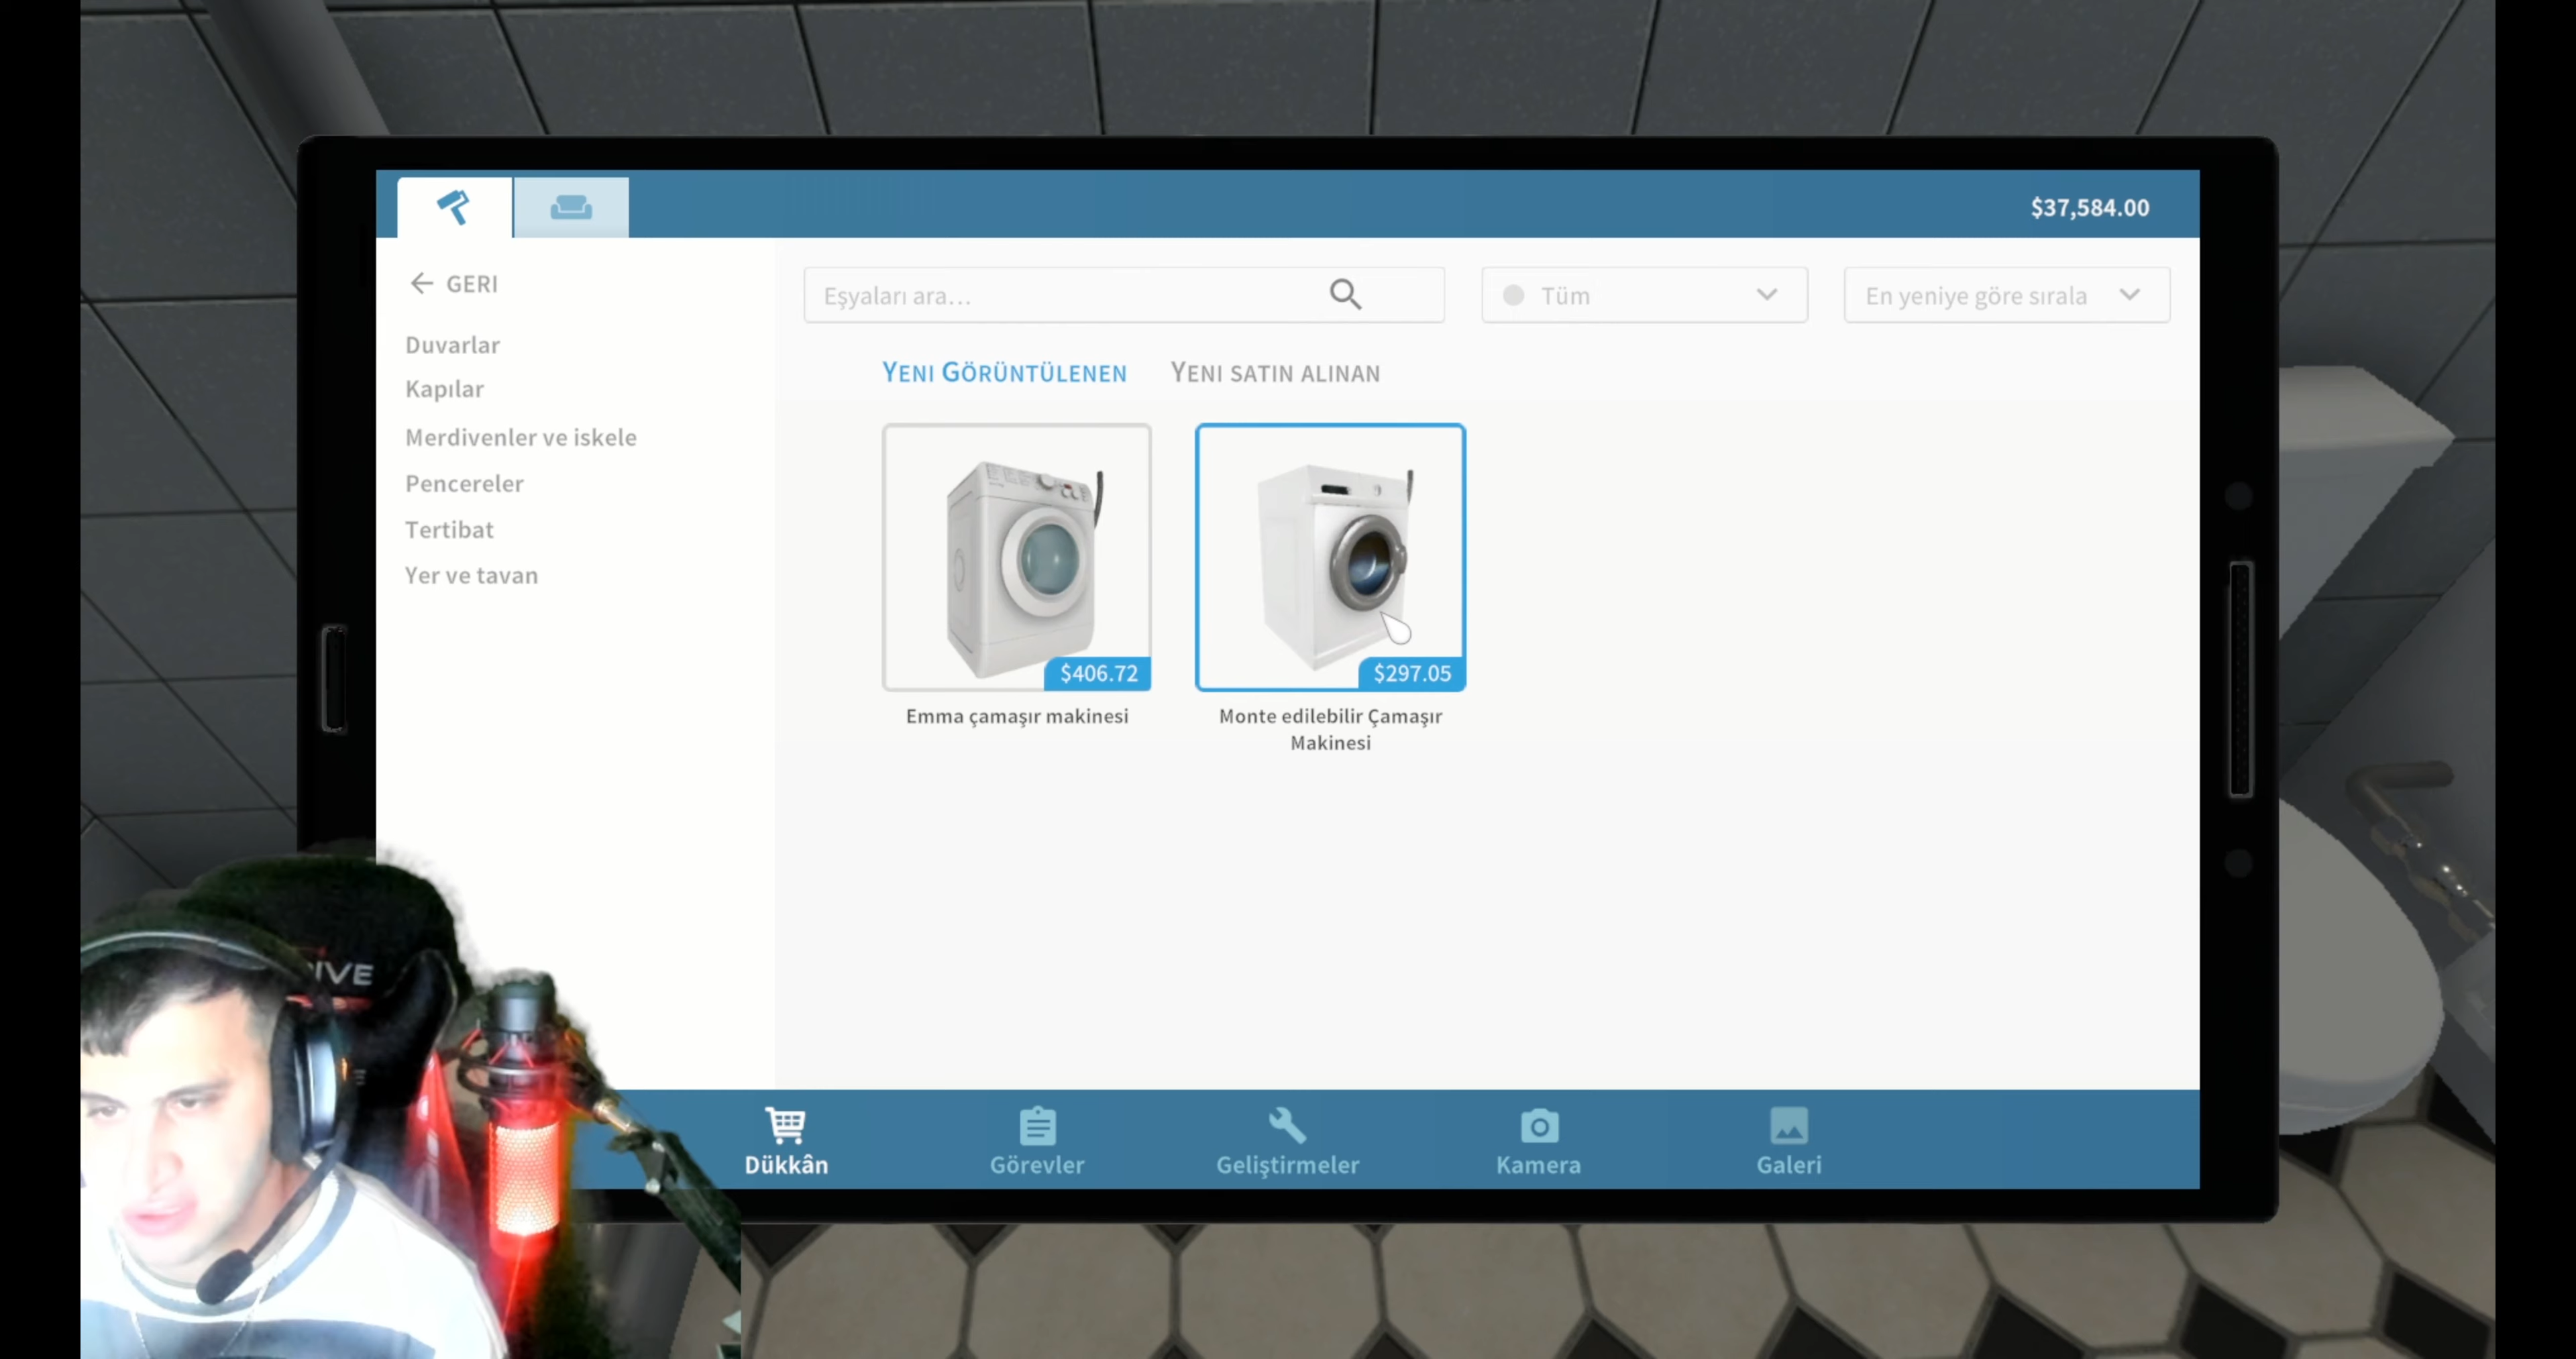 $37,584.00
← GERI
Duvarlar
Kapılar
Merdivenler ve iskele
Pencereler
Tertibat
Yer ve tavan
Eşyaları ara...
Tüm
En yeniye göre sırala
YENI GÖRÜNTÜLENEN
YENI SATIN ALINAN
$406.72
$297.05
Emma çamaşır makinesi
Monte edilebilir Çamaşır
Makinesi
Dükkân
Görevler
Geliştirmeler
Kamera
Galeri